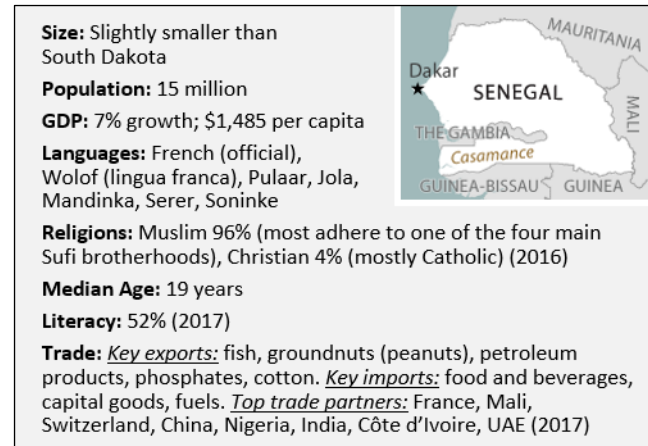 Size: Slightly smaller than
South Dakota
Population: 15 million
GDP: 7% growth; $1,485 per capita
Languages: French (official),
Wolof (lingua franca), Pulaar, Jola,
Mandinka, Serer, Soninke
Religions: Muslim 96% (most adhere to one of the four main
Sufi brotherhoods), Christian 4% (mostly Catholic) (2016)
Median Age: 19 years
Literacy: 52% (2017)
Trade: Key exports: fish, groundnuts (peanuts), petroleum
products, phosphates, cotton. Key imports: food and beverages,
capital goods, fuels. Top trade partners: France, Mali,
Switzerland, China, Nigeria, India, Côte d’Ivoire, UAE (2017)
MAURITANIA
Dakar
SENEGAL
MALI
THE GAMBIA
Casamance
GUINEA-BISSAU
GUINEA